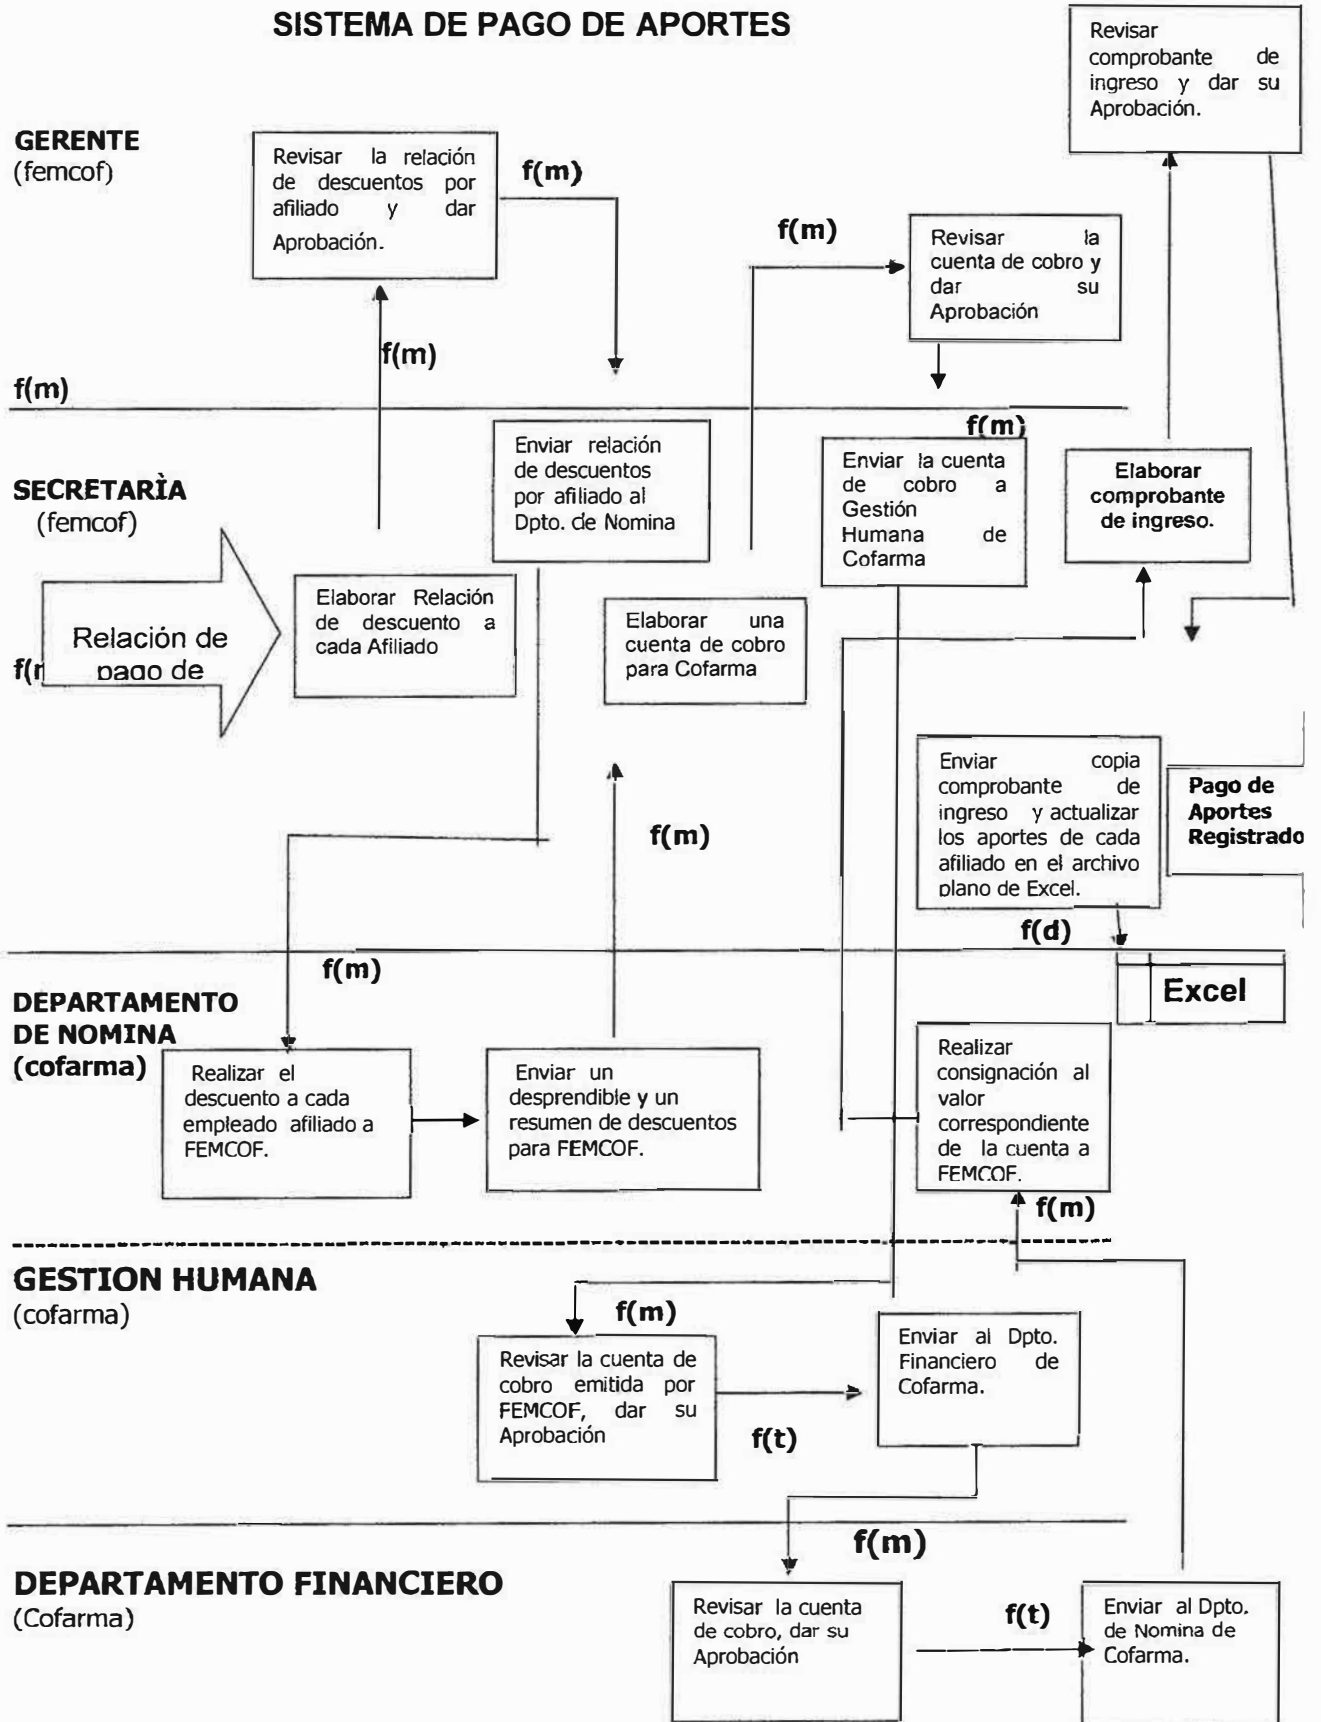 SISTEMA DE PAGO DE APORTES
Revisar
comprobante de
ingreso y dar su
Aprobación.
GERENTE
(femcof)
Revisar la relación
de descuentos por
afiliado y dar
Aprobación.
f(m)
f(m)
Revisar la
cuenta de cobro y
dar su
Aprobación
f(m)
f(m)
f(m)
SECRETARÌA
(femcof)
Enviar relación
de descuentos
por afiliado al
Dpto. de Nomina
Enviar la cuenta
de cobro a
Gestión
Humana de
Cofarma
Elaborar
comprobante
de ingreso.
Relación de
pago de
Elaborar Relación
de descuento a
cada Afiliado
Elaborar una
cuenta de cobro
para Cofarma
Enviar copia
comprobante de
ingreso y actualizar
los aportes de cada
afiliado en el archivo
plano de Excel.
Pago de
Aportes
Registrado
f(m)
f(d)
f(m)
Excel
DEPARTAMENTO
DE NOMINA
(cofarma)
Realizar el
descuento a cada
empleado afiliado a
FEMCOF.
Enviar un
desprendible y un
resumen de descuentos
para FEMCOF.
Realizar
consignación al
valor
correspondiente
de la cuenta a
FEMCOF.
f(m)
GESTION HUMANA
(cofarma)
f(m)
Revisar la cuenta de
cobro emitida por
FEMCOF, dar su
Aprobación
f(t)
Enviar al Dpto.
Financiero de
Cofarma.
f(m)
DEPARTAMENTO FINANCIERO
(Cofarma)
Revisar la cuenta
de cobro, dar su
Aprobación
f(t)
Enviar al Dpto.
de Nomina de
Cofarma.